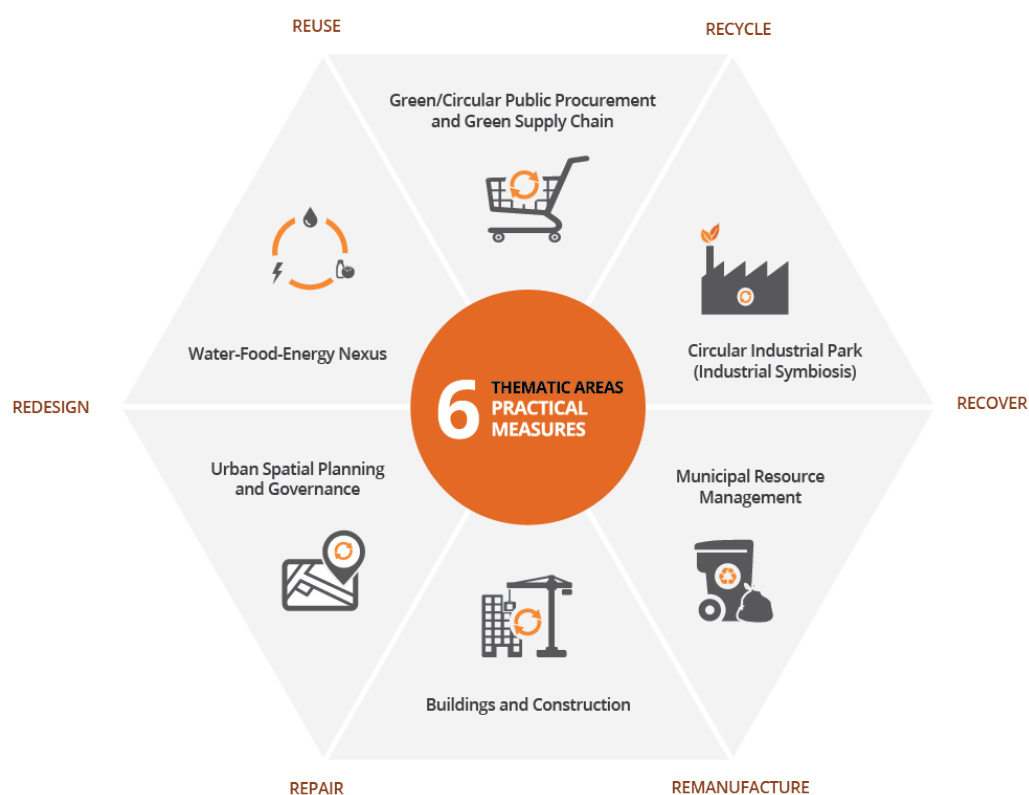 REUSE
RECYCLE
Green/Circular Public Procurement
and Green Supply Chain
Water-Food-Energy Nexus
Circular Industrial Park
(Industrial Symbiosis)
REDESIGN
6
THEMATIC AREAS
PRACTICAL
MEASURES
RECOVER
Urban Spatial Planning
and Governance
Municipal Resource
Management
Buildings and Construction
REPAIR
REMANUFACTURE